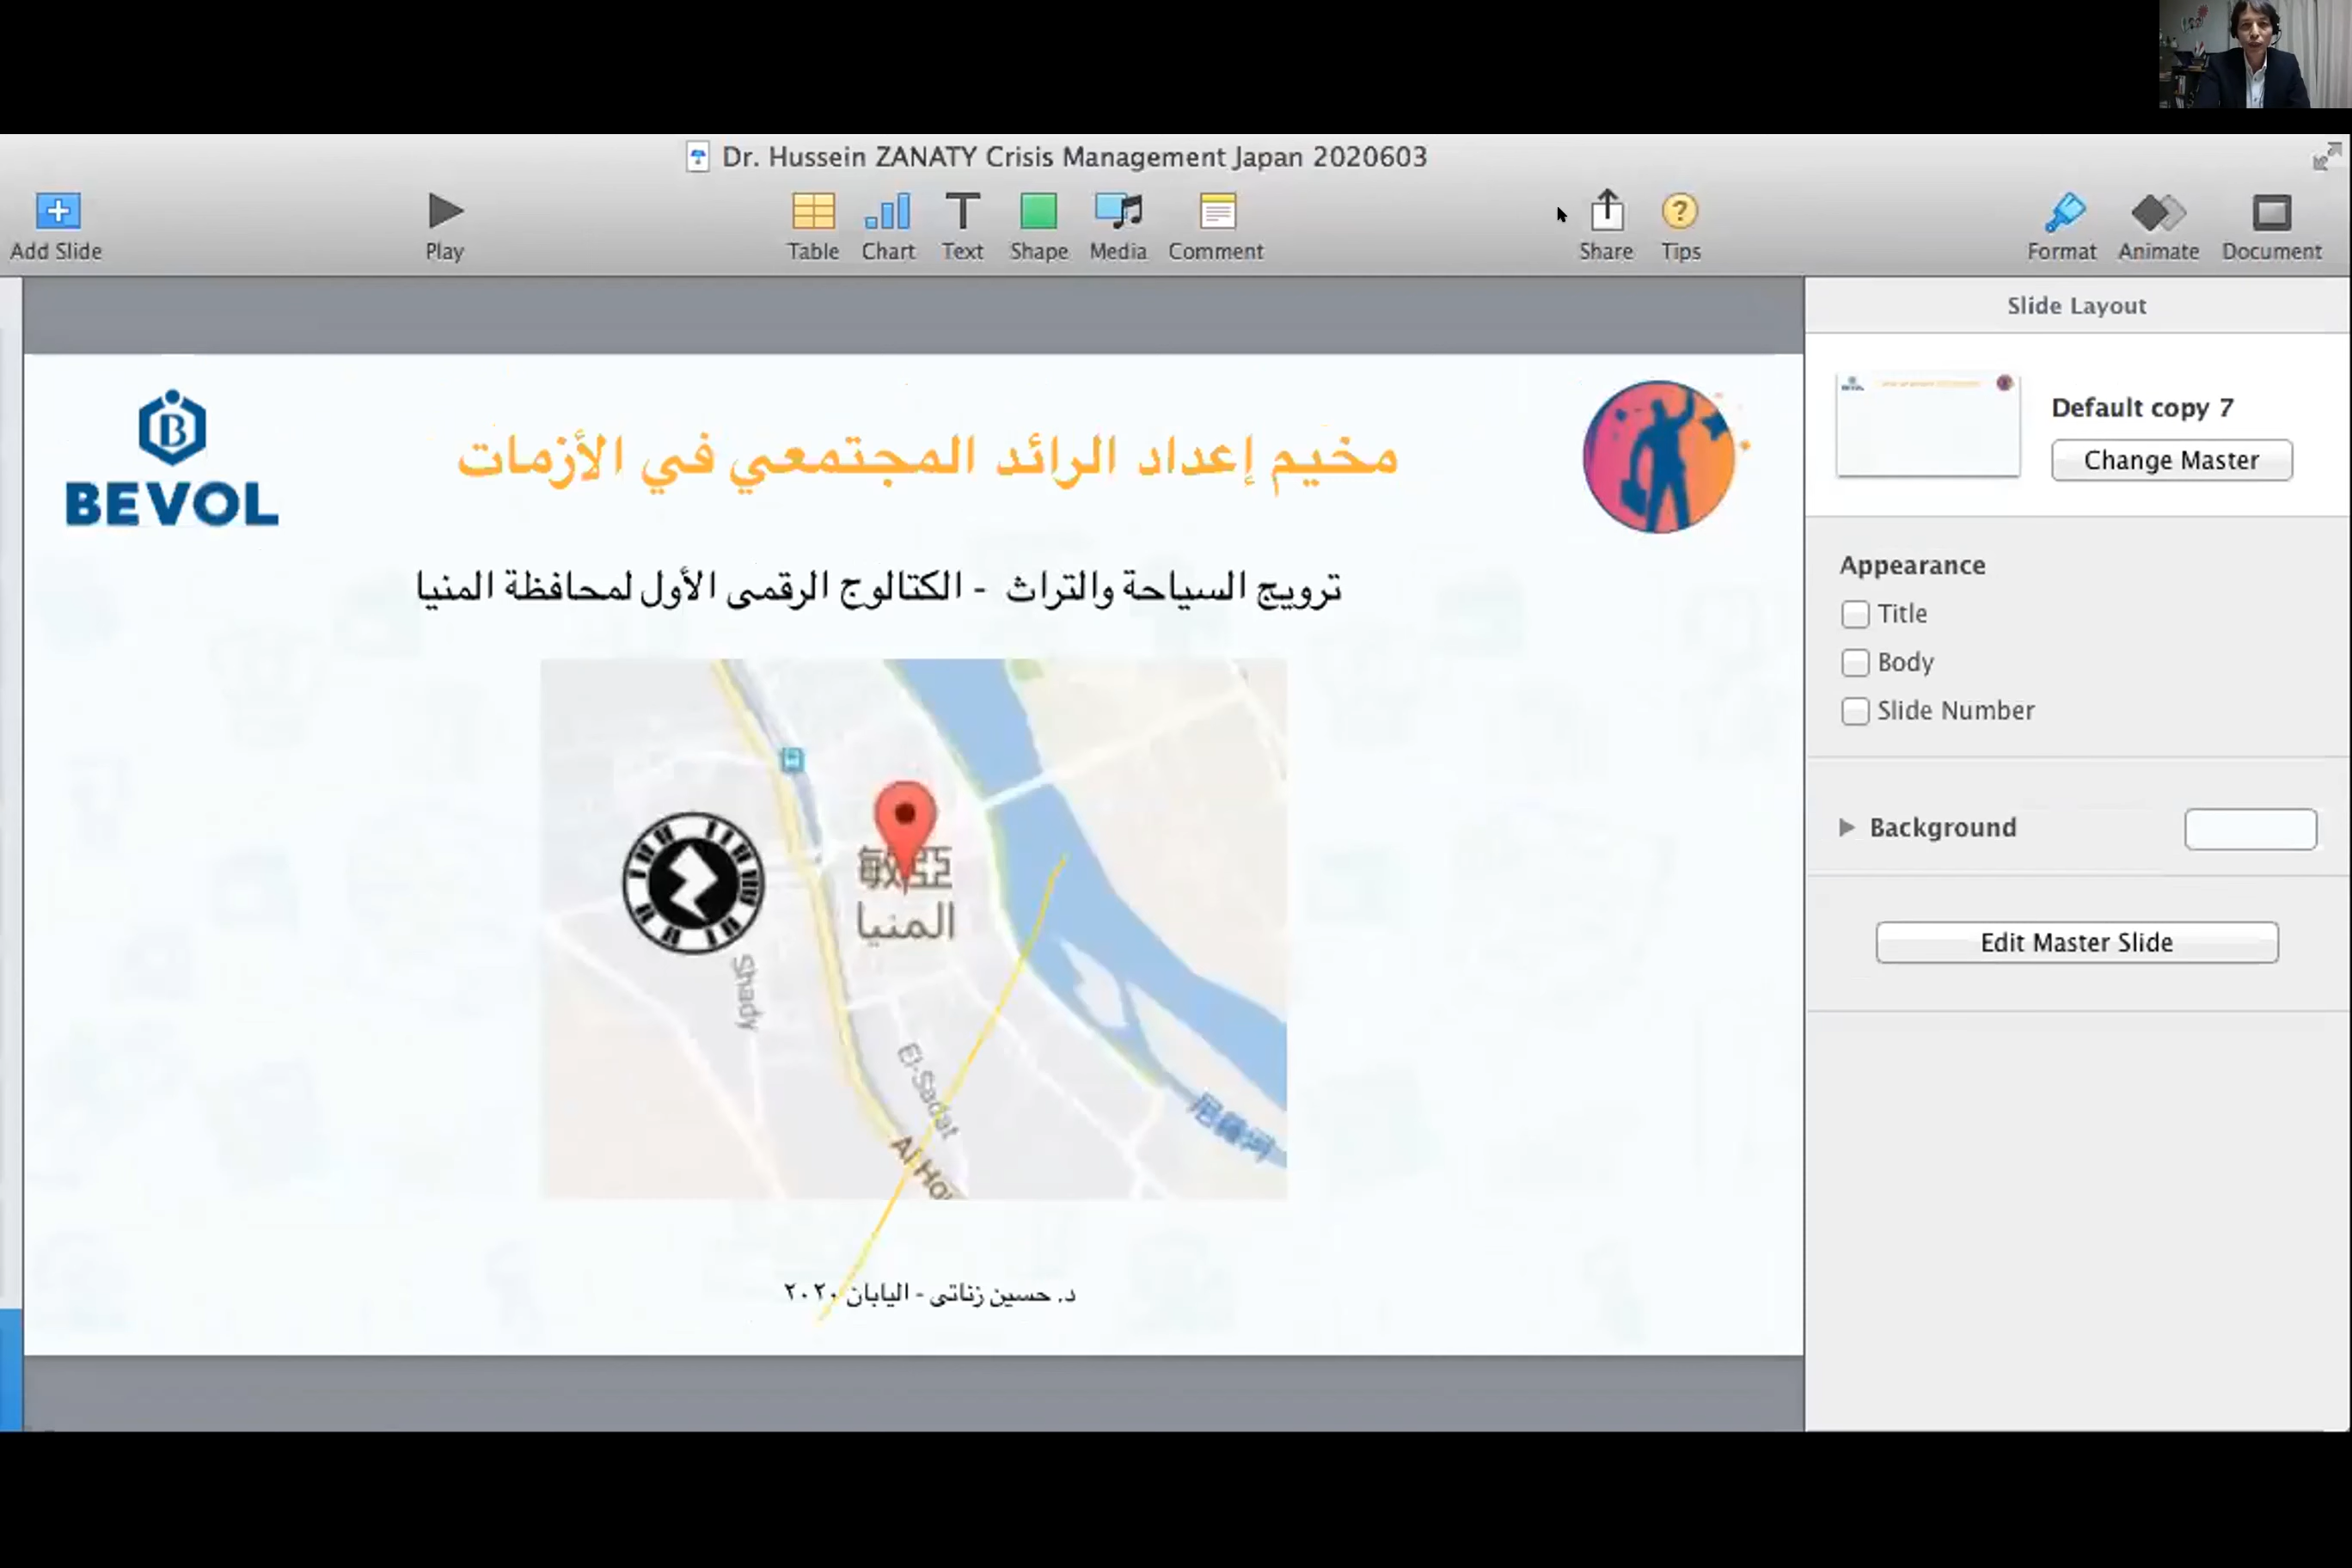 Dr. Hussein ZANATY Crisis Management Japan 2020603
Add Slide
Play
Table
Chart
Text
Shape
Media
Comment
Share
Tips
Format
Animate
Document
Slide Layout
Default copy 7
Change Master
Appearance
Title
Body
Slide Number
Background
Edit Master Slide
B
BEVOL
مخيم إعداد الرائد المجتمعي في الأزمات
ترويج السياحة والتراث - الكتالوج الرقمى الأول لمحافظة المنيا
المنيا
Shady
El-Sadat
尼羅河
د. حسين زناتى - اليابان ٢٠٢٠